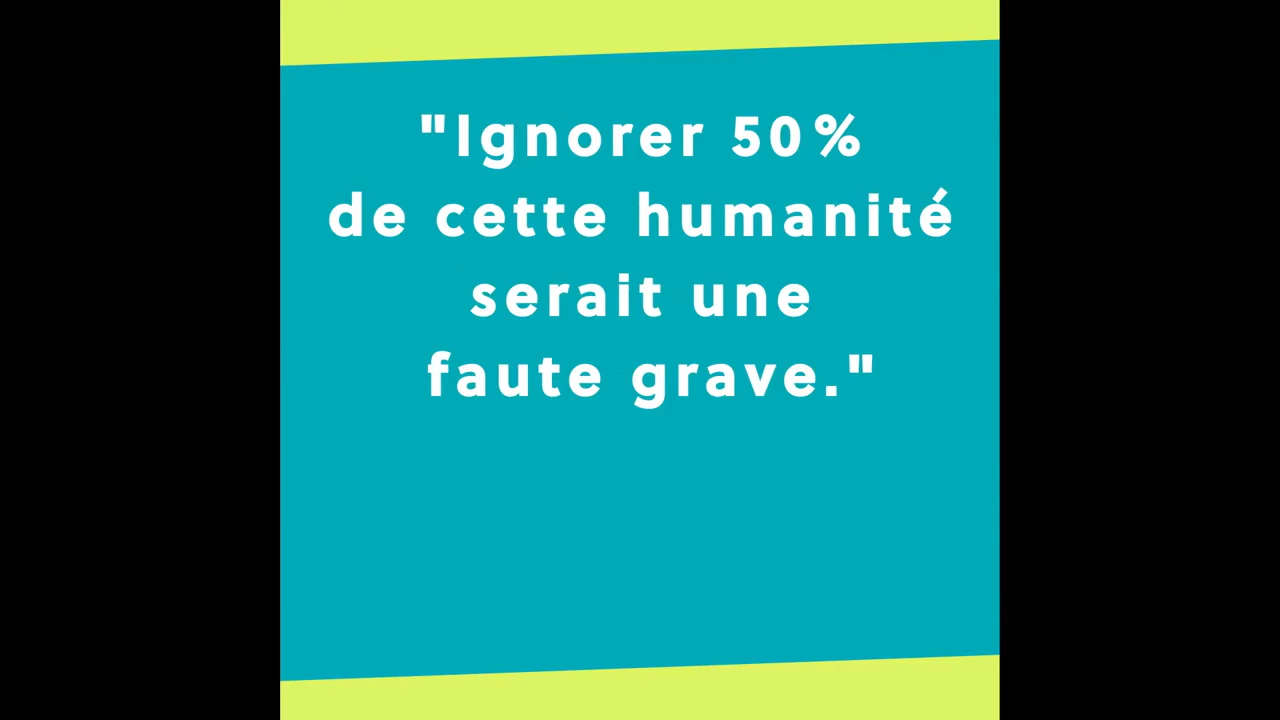 "Ignorer 50%
de cette humanité
serait une
faute grave."